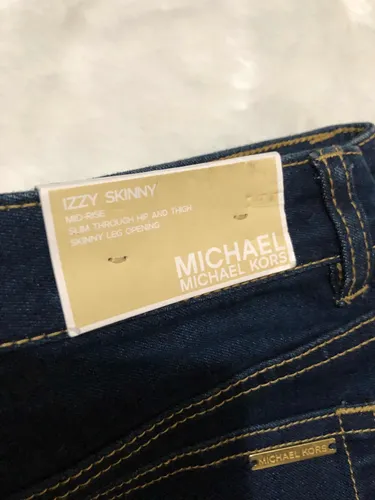 IZZY SKINNY
MID-RISE
SLIM THROUGH HIP AND THIGH
SKINNY LEG OPENING
MICHAEL
MICHAEL KORS
MICHAEL KORS